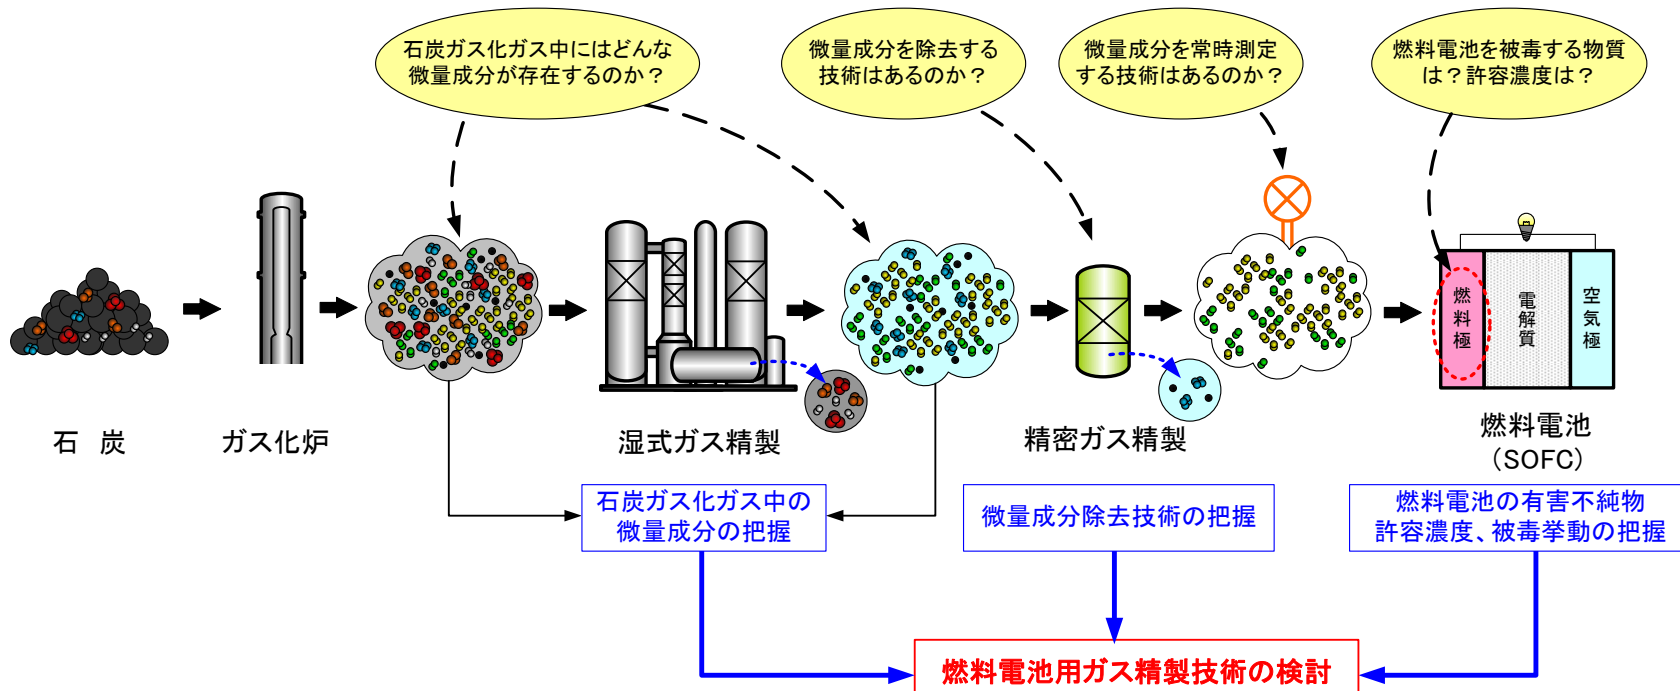 石炭ガス化ガス中にはどんな
微量成分が存在するのか？
微量成分を除去する
技術はあるのか？
微量成分を常時測定
する技術はあるのか？
燃料電池を被毒する物質
は？許容濃度は？
燃料極
電解質
空気極
石　炭
ガス化炉
湿式ガス精製
精密ガス精製
燃料電池
（SOFC）
石炭ガス化ガス中の
微量成分の把握
微量成分除去技術の把握
燃料電池の有害不純物
許容濃度、被毒挙動の把握
燃料電池用ガス精製技術の検討